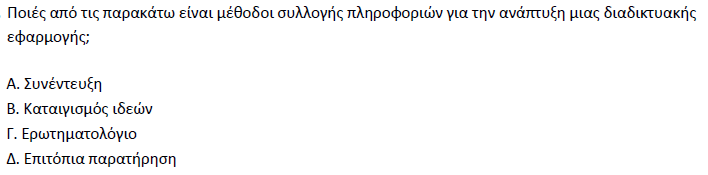 Ποιές από τις παρακάτω είναι μέθοδοι συλλογής πληροφοριών για την ανάπτυξη μιας διαδικτυακής
εφαρμογής;
Α. Συνέντευξη
Β. Καταιγισμός ιδεών
Γ. Ερωτηματολόγιο
Δ. Επιτόπια παρατήρηση